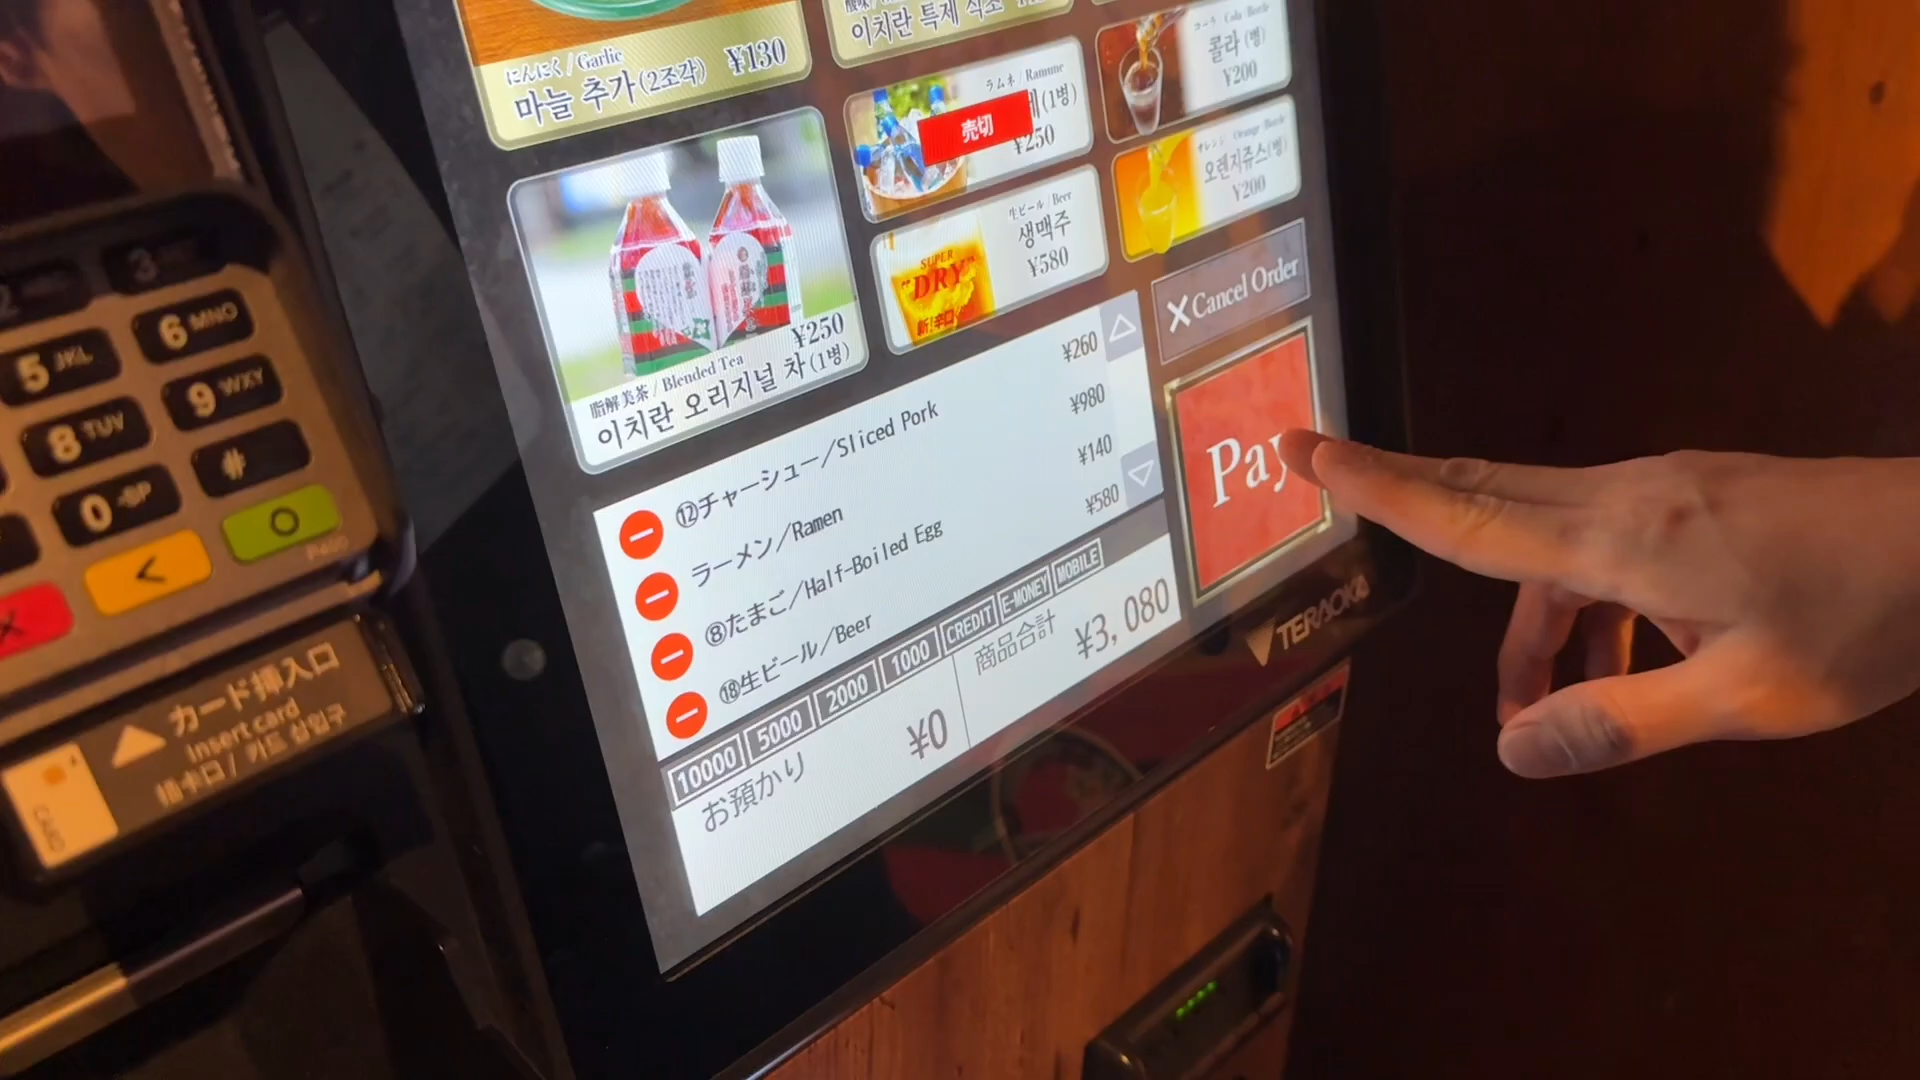 にんにく / Garlic
마늘 추가(2조각) ¥130
이치란 특제 식초
コーラ / Cola Bottle
콜라 (병)
¥200
ラムネ / Ramune
(1병)
売切
¥250
オレンジ / Orange Bottle
오렌지쥬스(병)
¥200
生ビール / Beer
생맥주
¥580
SUPER
"DRY"
¥250
脂解美茶 / Blended Tea
이치란 오리지널 차(1병)
X Cancel Order
Pay
¥260
⑫チャーシュー/Sliced Pork ¥980
ラーメン/Ramen ¥140
⑧たまご/Half-Boiled Egg ¥580
⑱生ビール/Beer
10000 5000 2000 1000 CREDIT E-MONEY MOBILE
お預かり ¥0
商品合計 ¥3,080
TERAOKA
2 3
5 JKL 6 MNO
8 TUV 9 WXY
0 -SP #
カード挿入口
insert card
插卡口 / 카드 삽입구
CARD